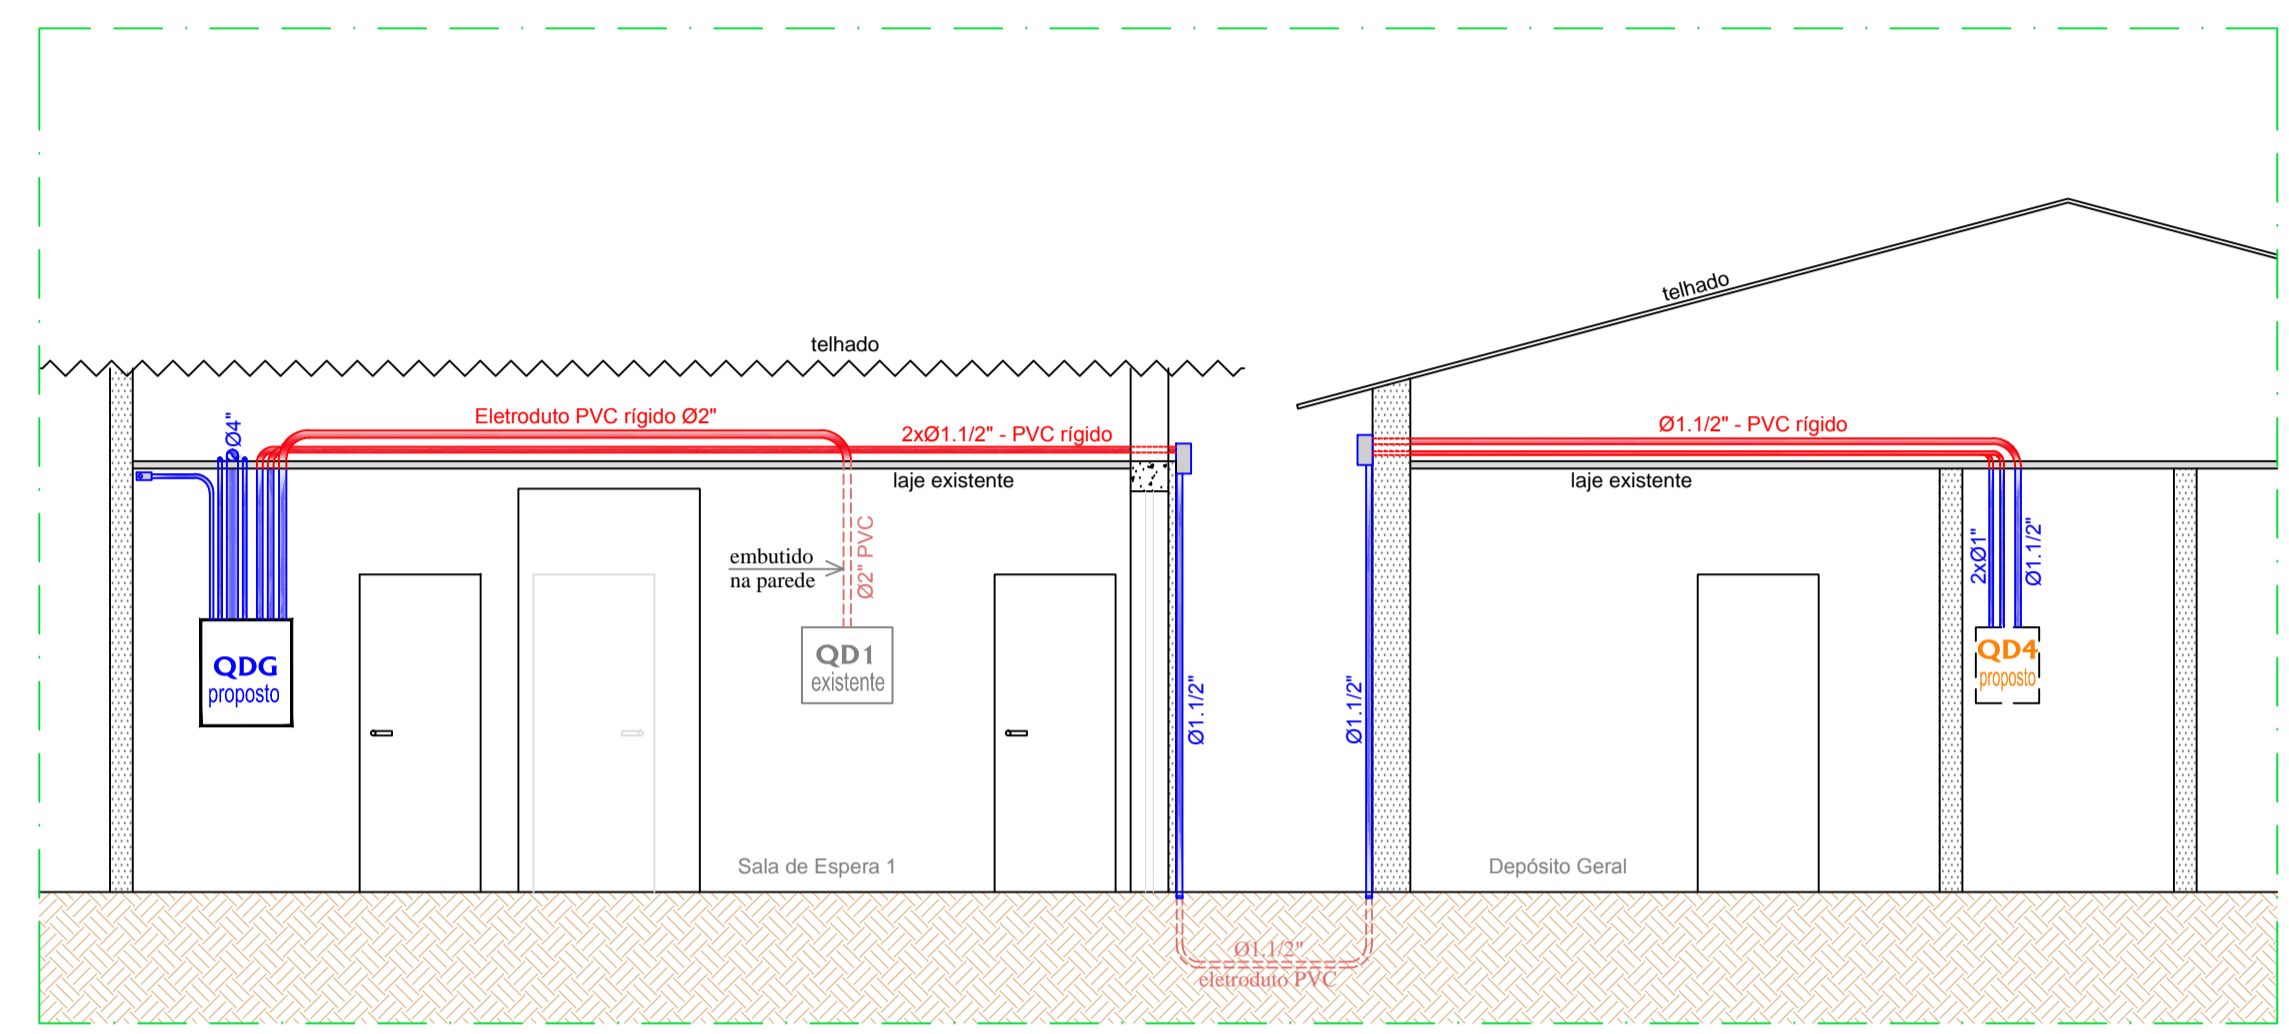 telhado
telhado
Ø4"
Eletroduto PVC rígido Ø2"
2xØ1.1/2" - PVC rígido
Ø1.1/2" - PVC rígido
laje existente
laje existente
embutido
na parede
Ø2" PVC
2xØ1"
Ø1.1/2"
QDG
proposto
QD1
existente
Ø1.1/2"
Ø1.1/2"
QD4
proposto
Sala de Espera 1
Depósito Geral
Ø1.1/2"
eletroduto PVC